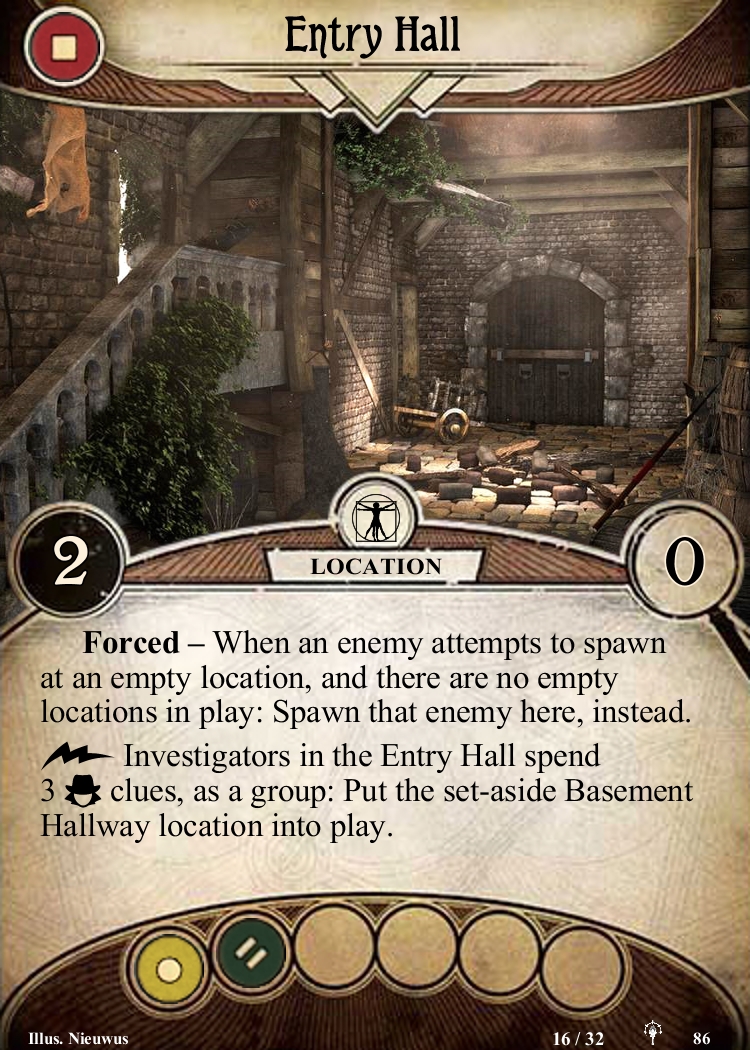 Entry Hall
2
LOCATION
0
Forced – When an enemy attempts to spawn
at an empty location, and there are no empty
locations in play: Spawn that enemy here, instead.
Investigators in the Entry Hall spend
3 clues, as a group: Put the set-aside Basement
Hallway location into play.
Illus. Nieuwus
16 / 32
86